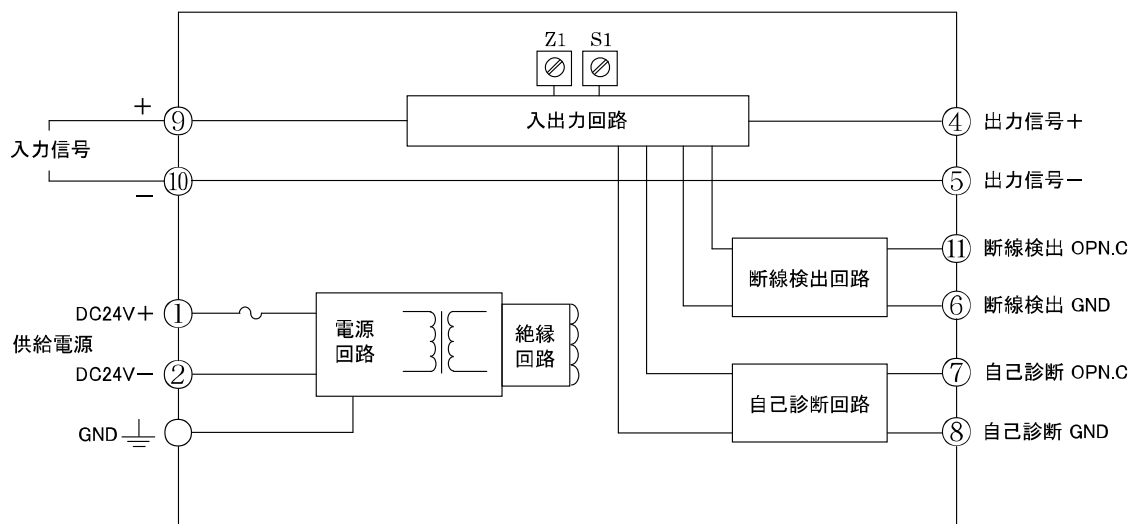 Z1 S1
+
⑨
入出力回路
④
出力信号+
入力信号
⑩
−
⑤
出力信号−
断線検出回路
⑪
断線検出 OPN.C
⑥
断線検出 GND
DC24V+
①
供給電源
DC24V−
②
電源
回路
絶縁
回路
GND
自己診断回路
⑦
自己診断 OPN.C
⑧
自己診断 GND